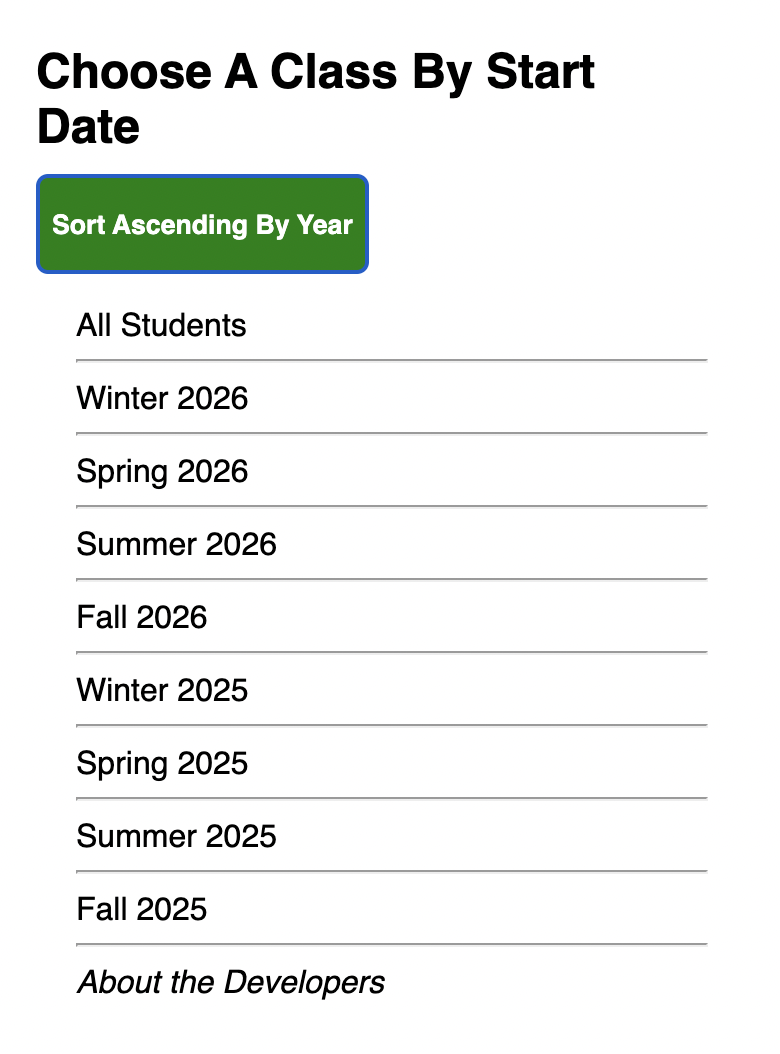 Choose A Class By Start
Date
Sort Ascending By Year
All Students
Winter 2026
Spring 2026
Summer 2026
Fall 2026
Winter 2025
Spring 2025
Summer 2025
Fall 2025
About the Developers